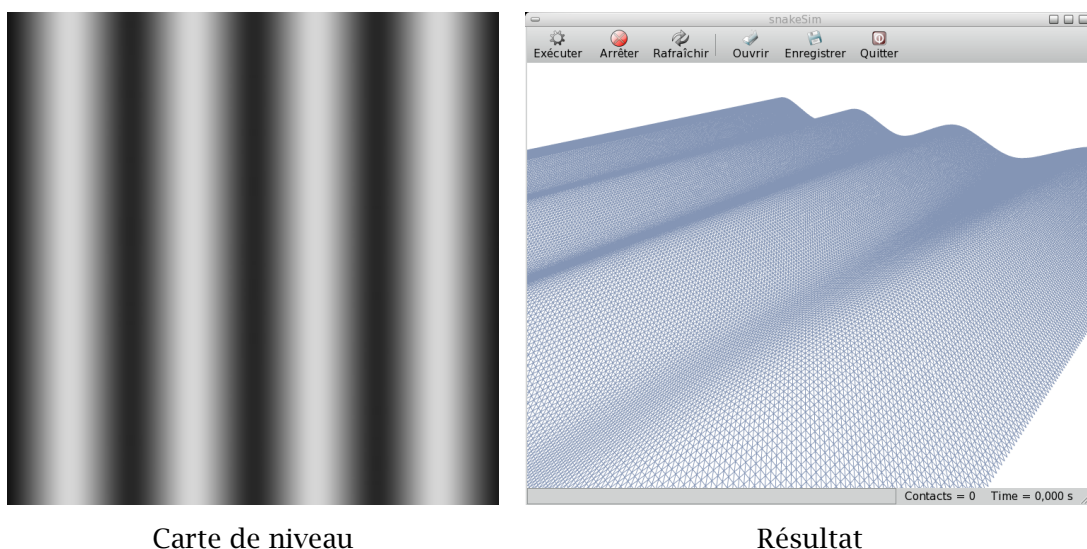 snakeSim
Exécuter Arrêter Rafraîchir Ouvrir Enregistrer Quitter
Contacts = 0 Time = 0,000 s
Carte de niveau
Résultat